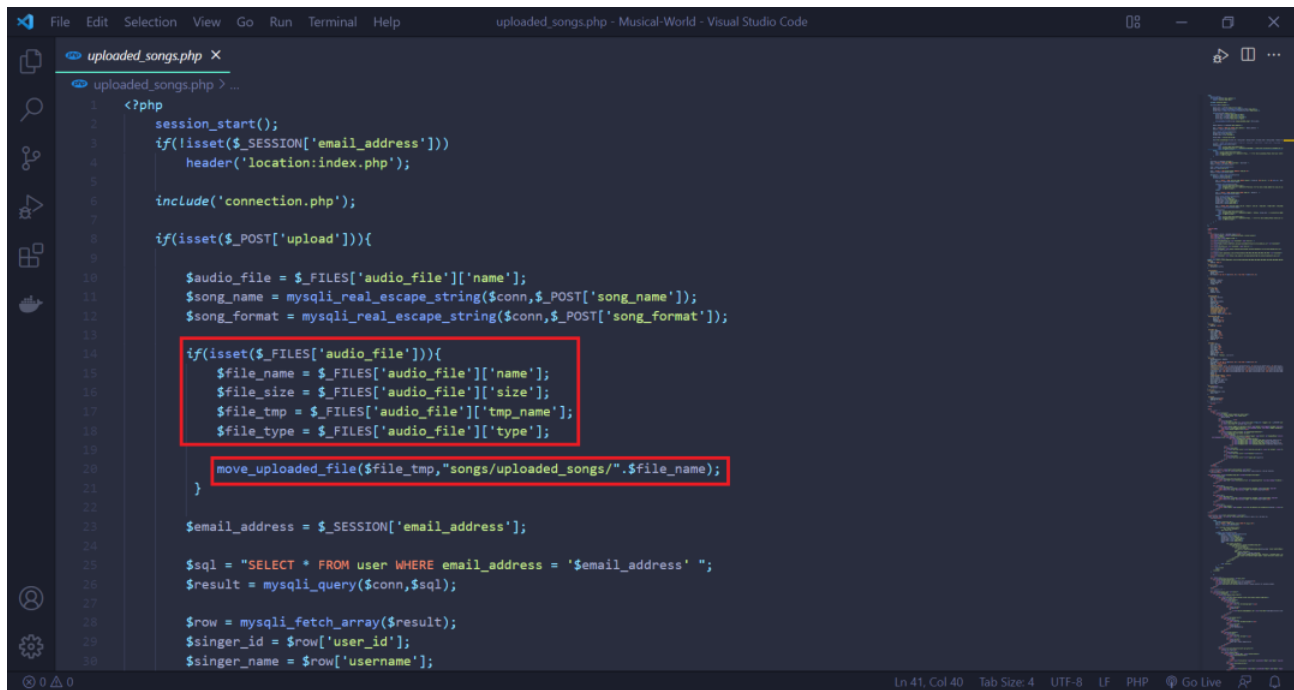 File Edit Selection View Go Run Terminal Help uploaded_songs.php - Musical-World - Visual Studio Code
uploaded_songs.php
uploaded_songs.php > ...
1 <?php
2 session_start();
3 if(!isset($_SESSION['email_address']))
4 header('location:index.php');
5
6 include('connection.php');
7
8 if(isset($_POST['upload'])){
9
10 $audio_file = $_FILES['audio_file']['name'];
11 $song_name = mysqli_real_escape_string($conn,$_POST['song_name']);
12 $song_format = mysqli_real_escape_string($conn,$_POST['song_format']);
13
14 if(isset($_FILES['audio_file'])){
15 $file_name = $_FILES['audio_file']['name'];
16 $file_size = $_FILES['audio_file']['size'];
17 $file_tmp = $_FILES['audio_file']['tmp_name'];
18 $file_type = $_FILES['audio_file']['type'];
19
20 move_uploaded_file($file_tmp,"songs/uploaded_songs/".$file_name);
21 }
22
23 $email_address = $_SESSION['email_address'];
24
25 $sql = "SELECT * FROM user WHERE email_address = '$email_address' ";
26 $result = mysqli_query($conn,$sql);
27
28 $row = mysqli_fetch_array($result);
29 $singer_id = $row['user_id'];
30 $singer_name = $row['username'];
0 0 Ln 41, Col 40 Tab Size: 4 UTF-8 LF PHP Go Live